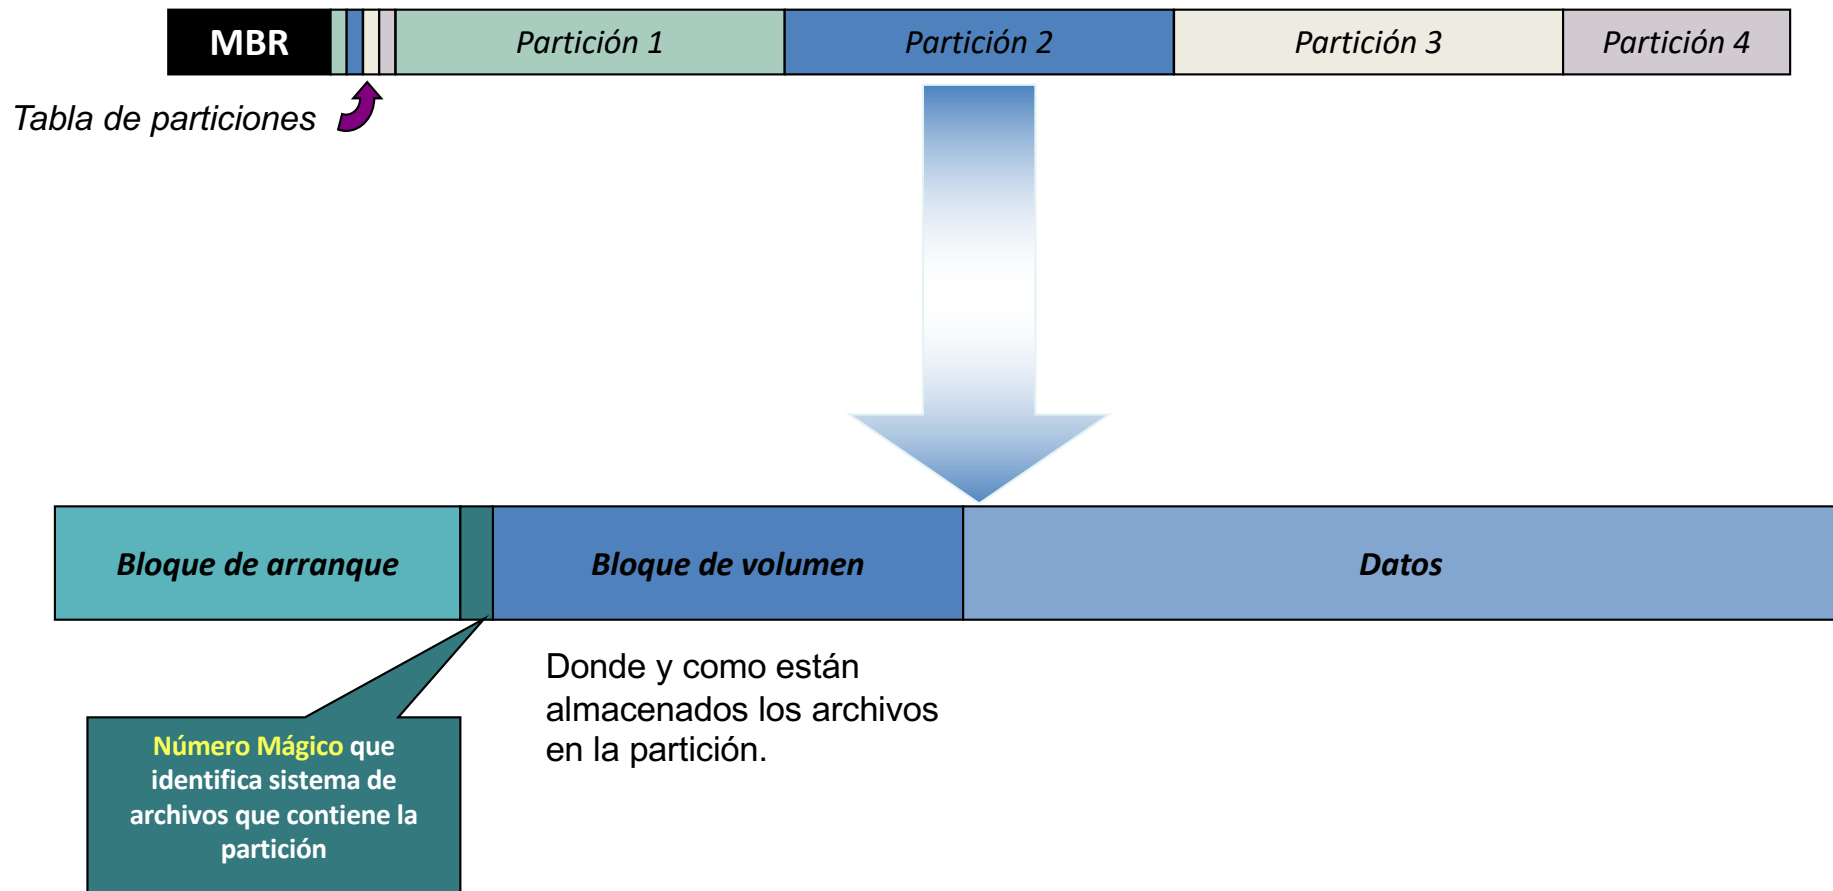 MBR
Partición 1
Partición 2
Partición 3
Partición 4
Tabla de particiones
Bloque de arranque
Bloque de volumen
Datos
Donde y como están
almacenados los archivos
en la partición.
Número Mágico que
identifica sistema de
archivos que contiene la
partición